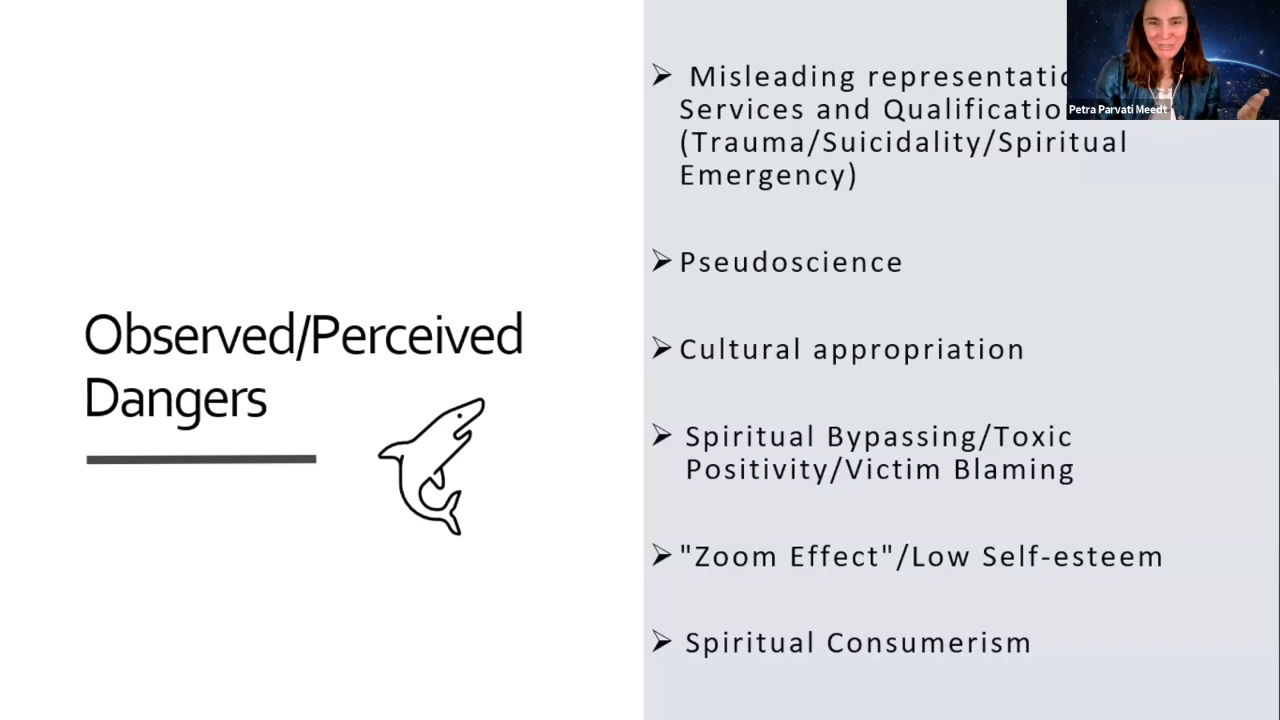 Observed/Perceived
Dangers
Misleading
Services and
(Trauma/Suicidality/Spiritual
Emergency)
Pseudoscience
Cultural appropriation
Spiritual Bypassing/Toxic
Positivity/Victim Blaming
"Zoom Effect"/Low Self-esteem
Spiritual Consumerism
Petra Parvati Meedt